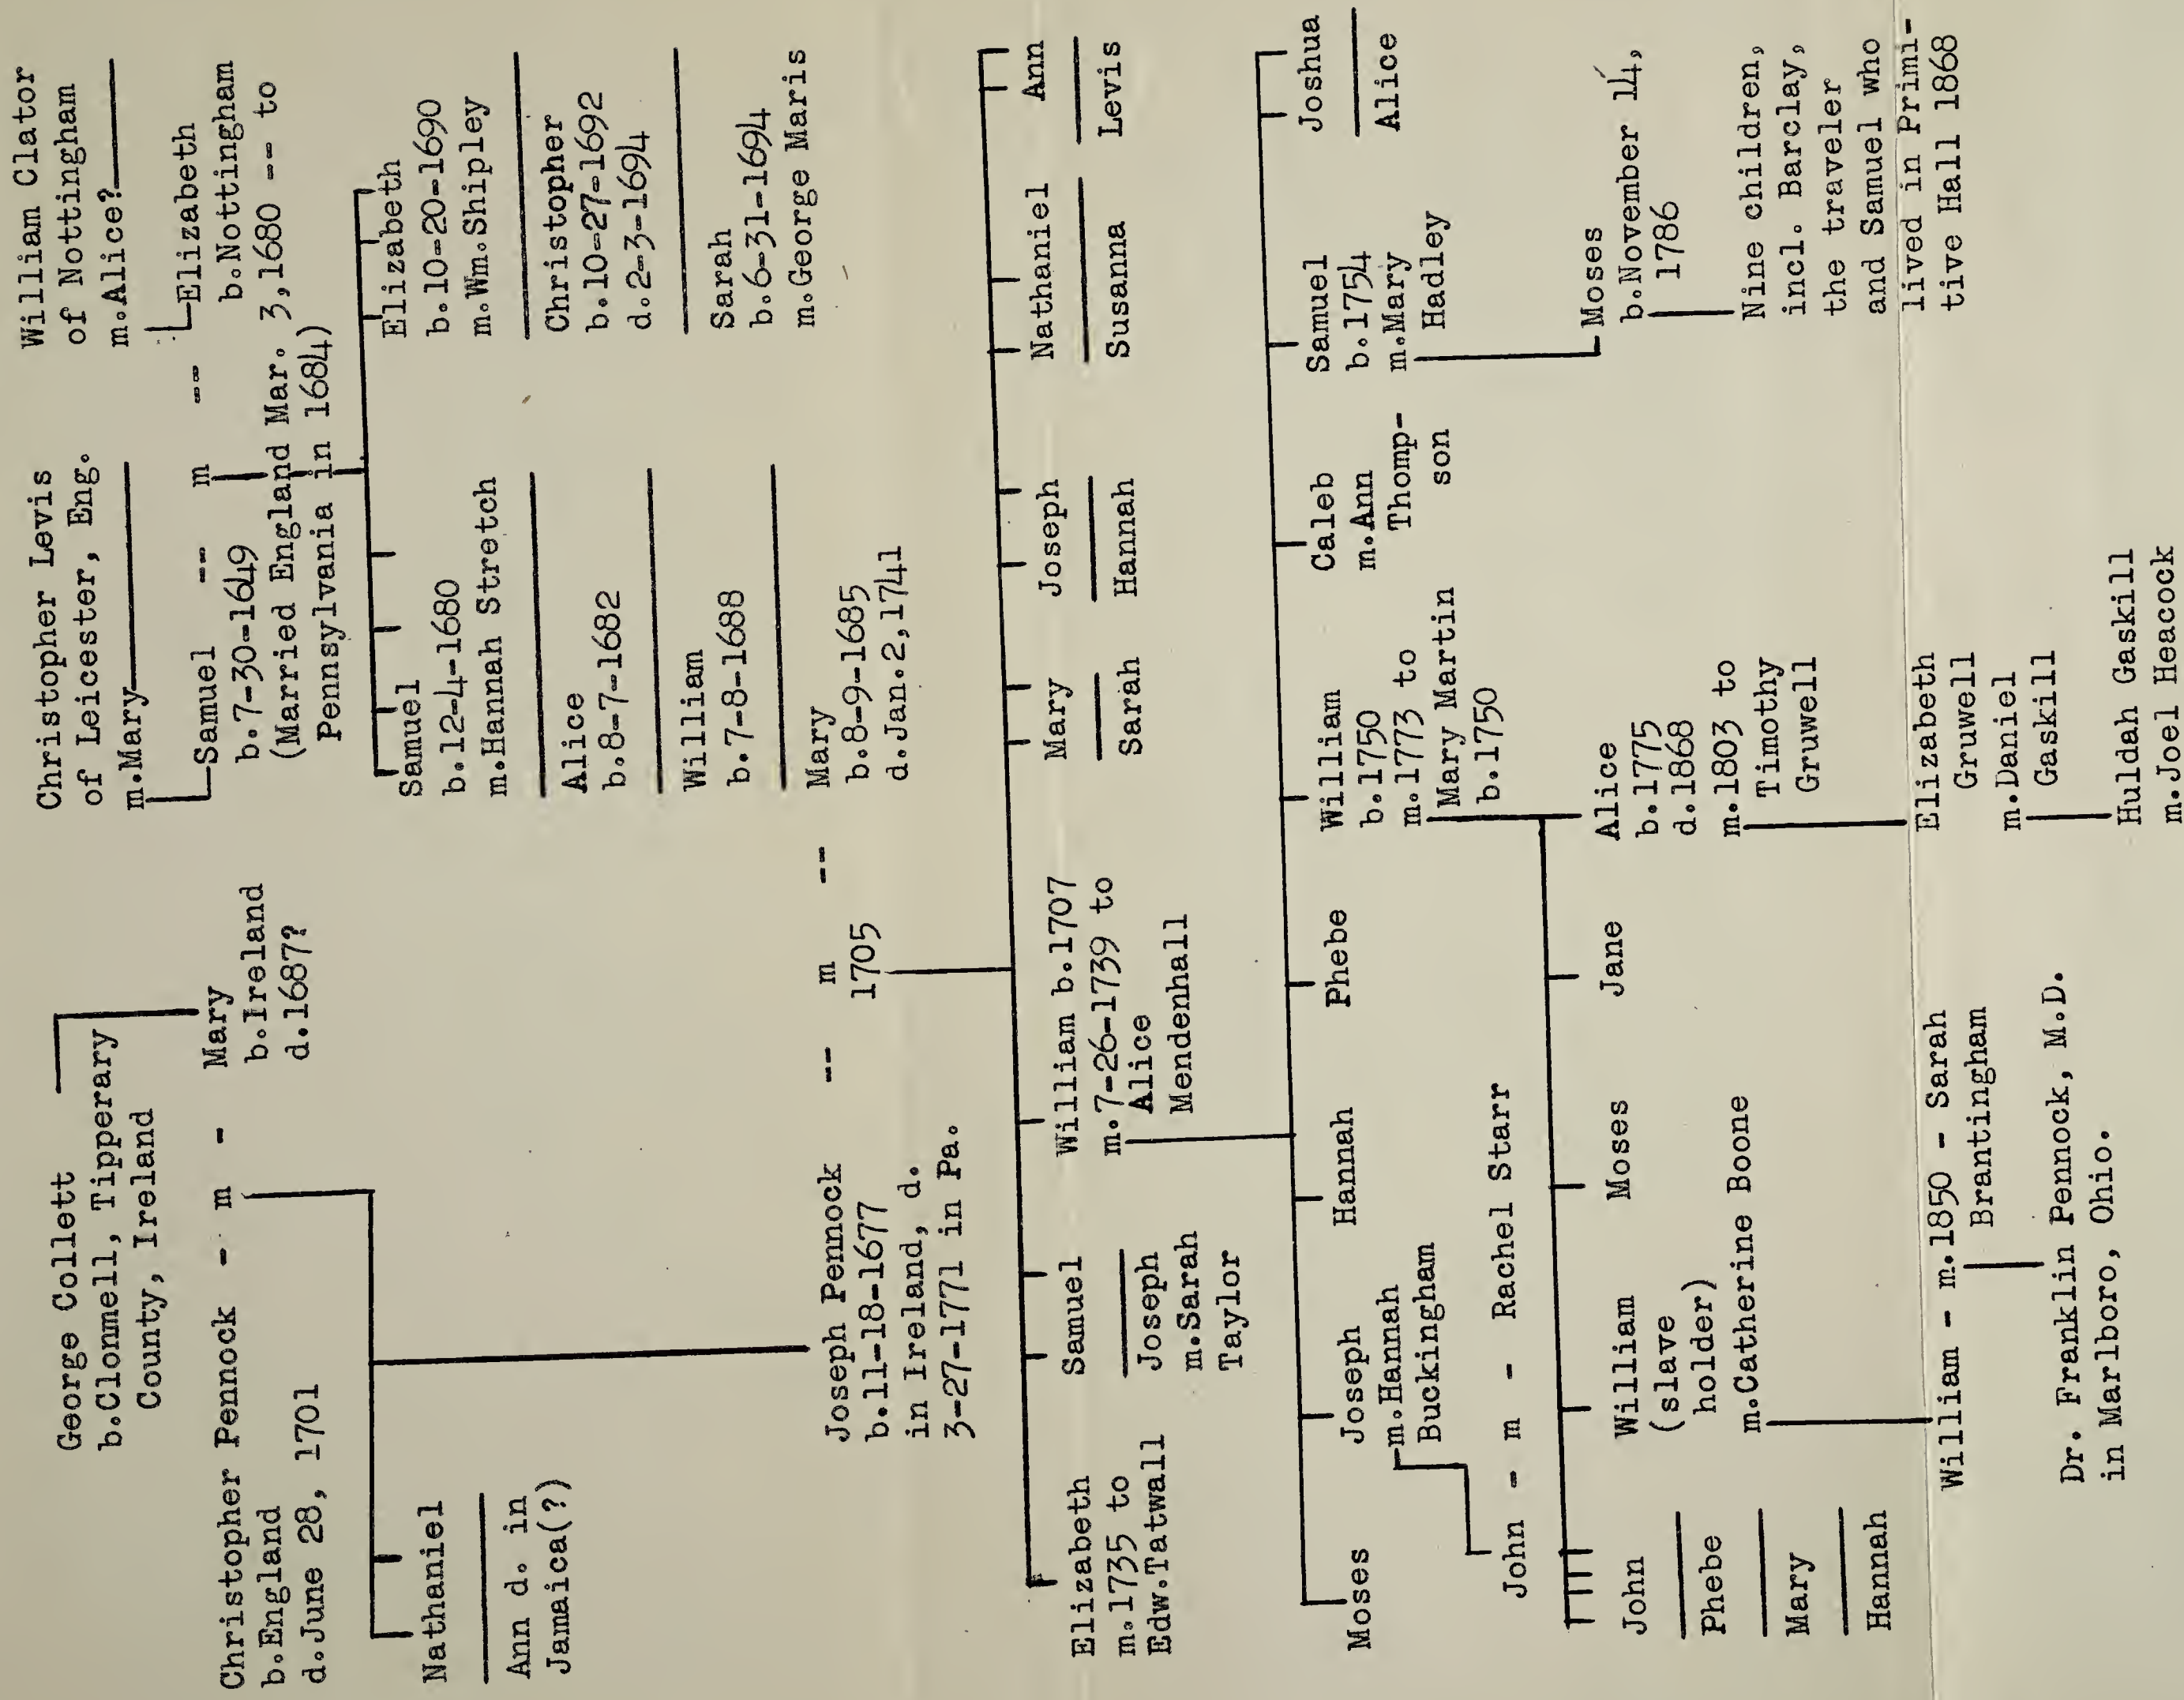 George Collett
b.Clonmell, Tipperary
County, Ireland
Christopher Levis
of Leicester, Eng.
m.Mary
William Clator
of Nottingham
m.Alice?
Christopher Pennock - m - Mary
b.England
d.June 28, 1701
b.Ireland
d.1687?
Samuel -- m -- Elizabeth
b.7-30-1649
b.Nottingham
(Married England Mar. 3,1680 -- to
Pennsylvania in 1684)
Nathaniel
Ann d. in
Jamaica(?)
Samuel
b.12-4-1680
m.Hannah Stretch
Alice
b.8-7-1682
William
b.7-8-1688
Elizabeth
b.10-20-1690
m.Wm.Shipley
Christopher
b.10-27-1692
d.2-3-1694
Sarah
b.6-31-1694
m.George Maris
Joseph Pennock -- m -- Mary
b.11-18-1677
in Ireland, d.
3-27-1771 in Pa.
1705
b.8-9-1685
d.Jan.2,1741
Elizabeth
m.1735 to
Edw.Tatwall
Samuel
Joseph
m.Sarah
Taylor
William b.1707
m.7-26-1739 to
Alice
Mendenhall
Mary
Sarah
Joseph
Hannah
Nathaniel
Susanna
Ann
Levis
Moses
Joseph
m.Hannah
Buckingham
Hannah
Phebe
William
b.1750
m.1773 to
Mary Martin
b.1750
Caleb
m.Ann
Thomp-
son
Samuel
b.1754
m.Mary
Hadley
Joshua
Alice
John - m - Rachel Starr
Moses
b.November 14,
1786
Nine children,
incl. Barclay,
the traveler
and Samuel who
lived in Primi-
tive Hall 1868
John
Phebe
Mary
Hannah
William
(slave
holder)
m.Catherine Boone
Moses
Jane
Alice
b.1775
d.1868
m.1803 to
Timothy
Gruwell
William - m.1850 - Sarah
Brantingham
Elizabeth
Gruwell
m.Daniel
Gaskill
Dr. Franklin Pennock, M.D.
in Marlboro, Ohio.
Huldah Gaskill
m.Joel Heacock